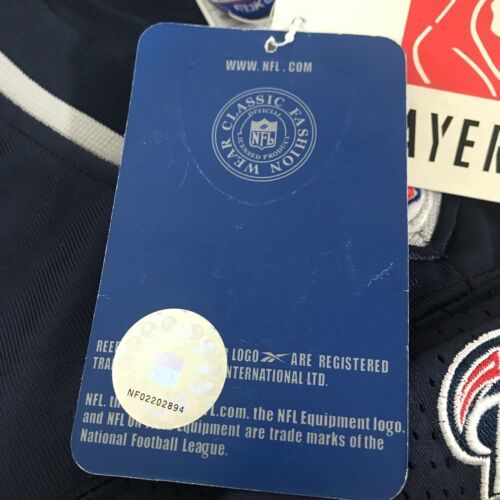 WWW. NFL . COM
CLASSIC FASHION WEAR
OFFICIAL
NFL
LICENSED PRODUCT
AYER
LOGO ARE REGISTERED
INTERNATIONAL LTD.
NFL
NF02202894
NFL. .com. the NFL Equipment logo.
and NFL Equipment are trade marks of the
National Football League.